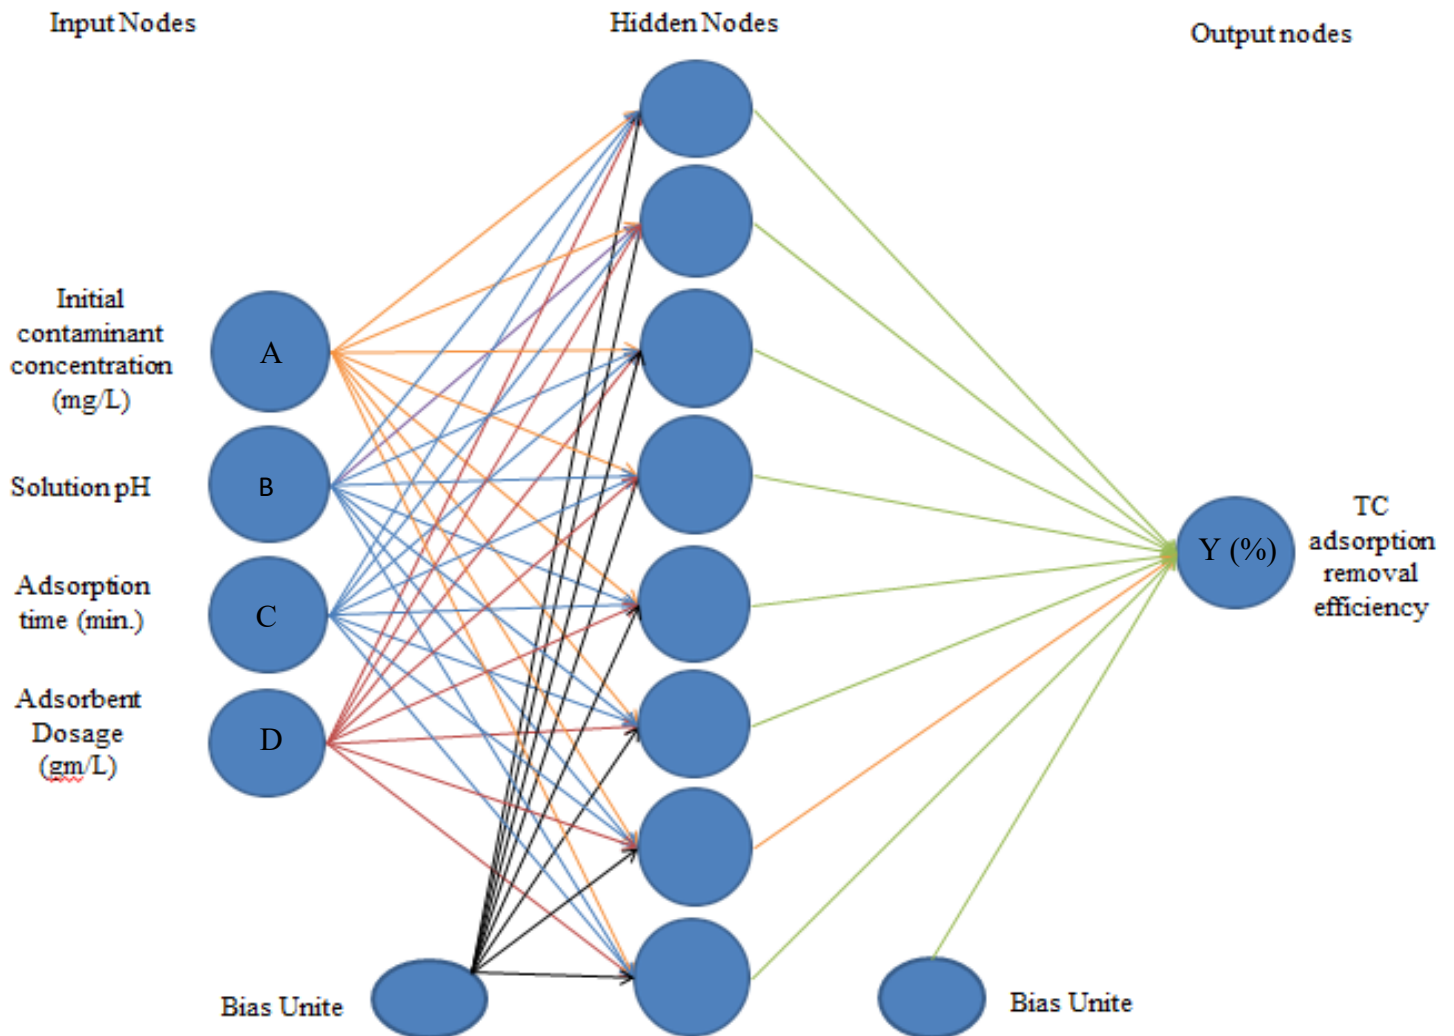 Input Nodes
Hidden Nodes
Output nodes
Initial
contaminant
concentration
(mg/L)
A
Solution pH
B
Adsorption
time (min.)
C
Adsorbent
Dosage
(gm/L)
D
Y (%)
TC
adsorption
removal
efficiency
Bias Unite
Bias Unite